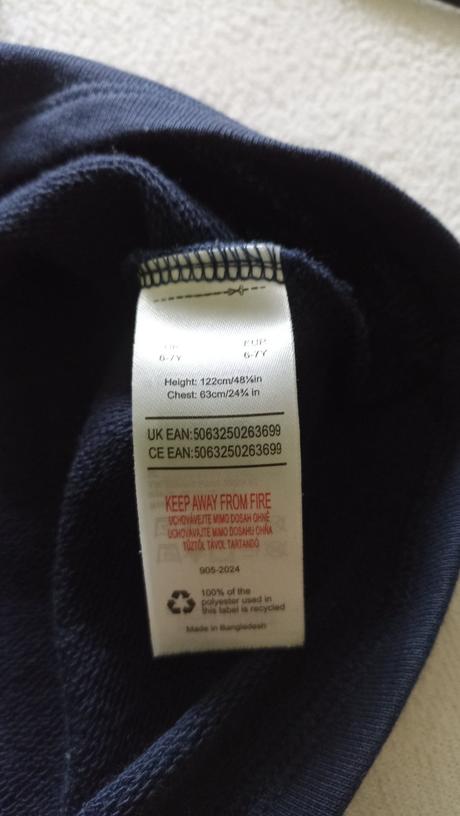 UK EUR
6-7Y 6-7Y
Height: 122cm/48¼in
Chest: 63cm/24¾ in
UK EAN:5063250263699
CE EAN:5063250263699
KEEP AWAY FROM FIRE
UCHOVÁVEJTE MIMO DOSAH OHNĚ
UCHOVÁVAJTE MIMO DOSAHU OHŇA
TŰZTŐL TÁVOL TARTANDÓ
905-2024
100% of the
polyester used in
this label is recycled
Made in Bangladesh